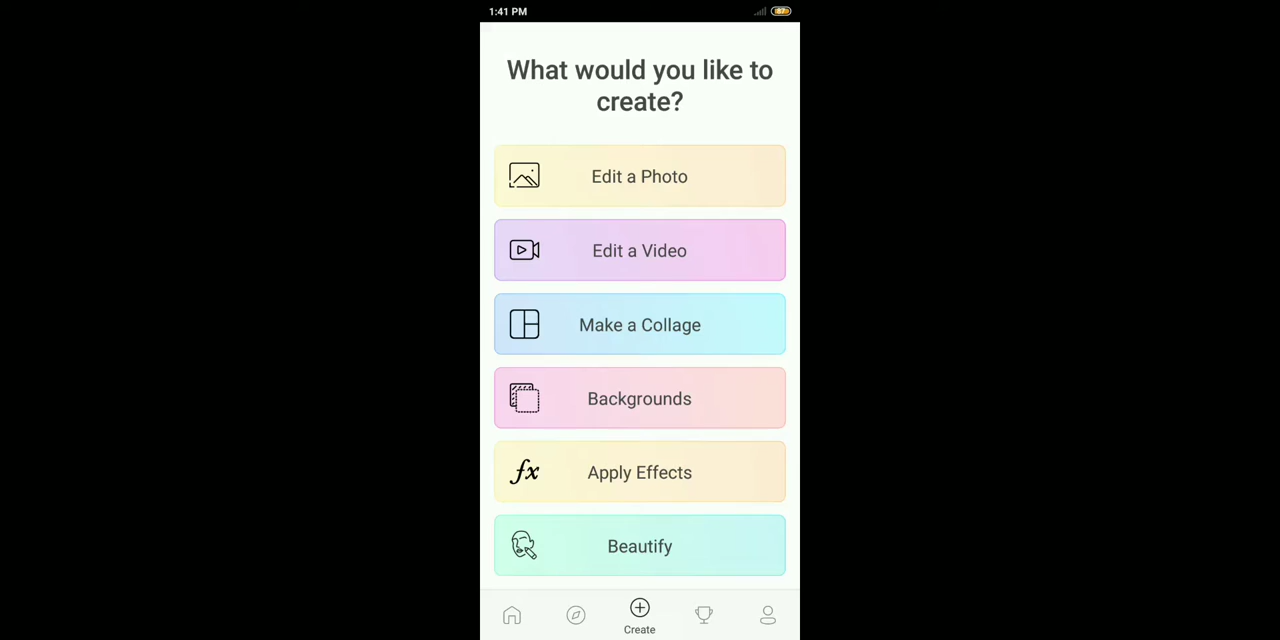 1:41 PM
87
What would you like to
create?
Edit a Photo
Edit a Video
Make a Collage
Backgrounds
fx
Apply Effects
Beautify
Create